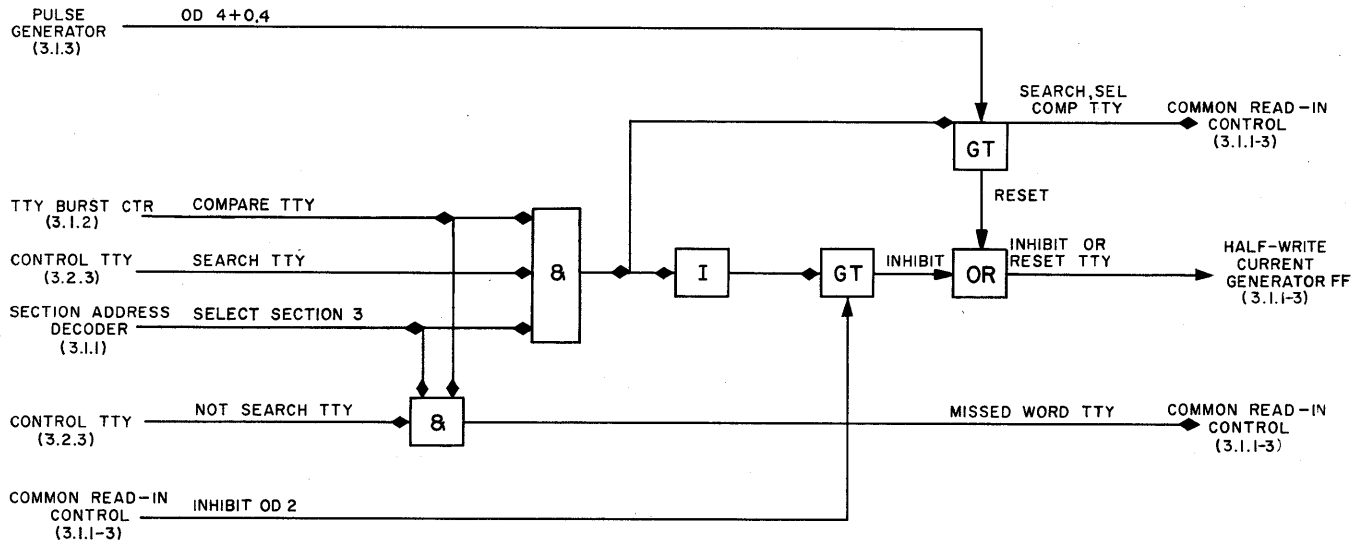 PULSE
GENERATOR
(3.1.3)
OD 4+0.4
SEARCH, SEL
COMP TTY
COMMON READ-IN
CONTROL
(3.1.1-3)
GT
RESET
TTY BURST CTR
(3.1.2)
COMPARE TTY
CONTROL TTY
(3.2.3)
SEARCH TTY
&
I
GT
INHIBIT
OR
INHIBIT OR
RESET TTY
HALF-WRITE
CURRENT
GENERATOR FF
(3.1.1-3)
SECTION ADDRESS
DECODER
(3.1.1)
SELECT SECTION 3
CONTROL TTY
(3.2.3)
NOT SEARCH TTY
&
MISSED WORD TTY
COMMON READ-IN
CONTROL
(3.1.1-3)
COMMON READ-IN
CONTROL
(3.1.1-3)
INHIBIT OD 2